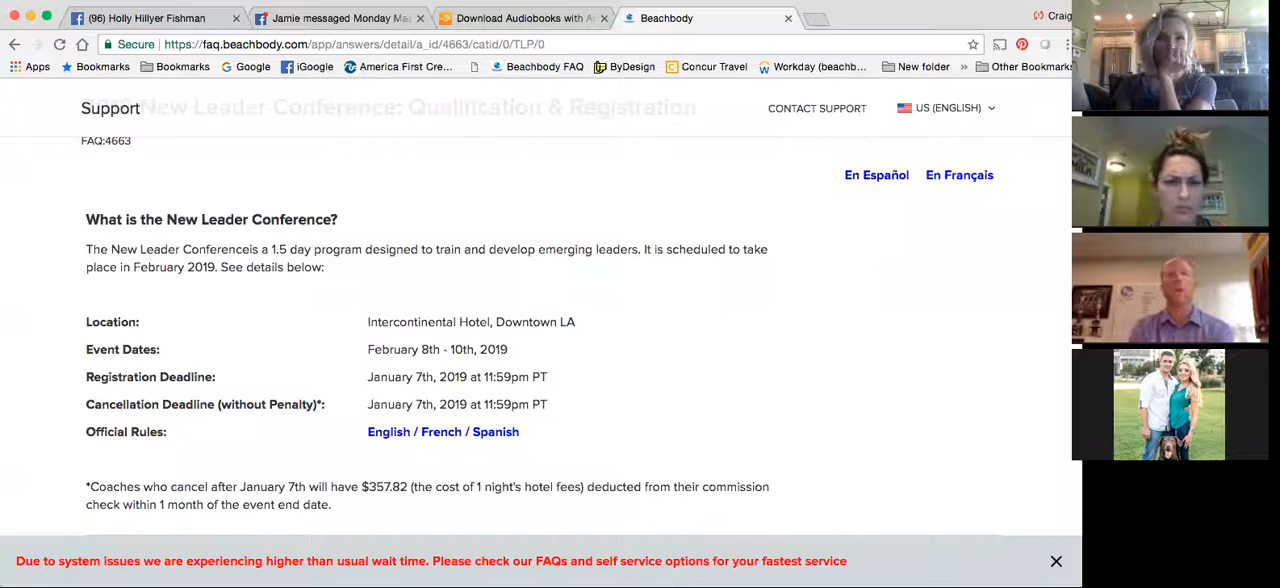 (96) Holly Hillyer Fishman
Jamie messaged Monday Ma
Download Audiobooks with A
Beachbody
Craig
Secure
https://faq.beachbody.com/app/answers/detail/a_id/4663/catid/0/TLP/0
Apps
Bookmarks
Bookmarks
Google
iGoogle
America First Cre...
Beachbody FAQ
ByDesign
Concur Travel
Workday (beachb...
New folder
»
Other Bookmarks
New Leader Conference: Qualification & Registration
Support
CONTACT SUPPORT
US (ENGLISH)
FAQ:4663
En Español
En Français
What is the New Leader Conference?
The New Leader Conferenceis a 1.5 day program designed to train and develop emerging leaders. It is scheduled to take
place in February 2019. See details below:
Location:
Intercontinental Hotel, Downtown LA
Event Dates:
February 8th - 10th, 2019
Registration Deadline:
January 7th, 2019 at 11:59pm PT
Cancellation Deadline (without Penalty)*:
January 7th, 2019 at 11:59pm PT
Official Rules:
English / French / Spanish
*Coaches who cancel after January 7th will have $357.82 (the cost of 1 night's hotel fees) deducted from their commission
check within 1 month of the event end date.
Due to system issues we are experiencing higher than usual wait time. Please check our FAQs and self service options for your fastest service